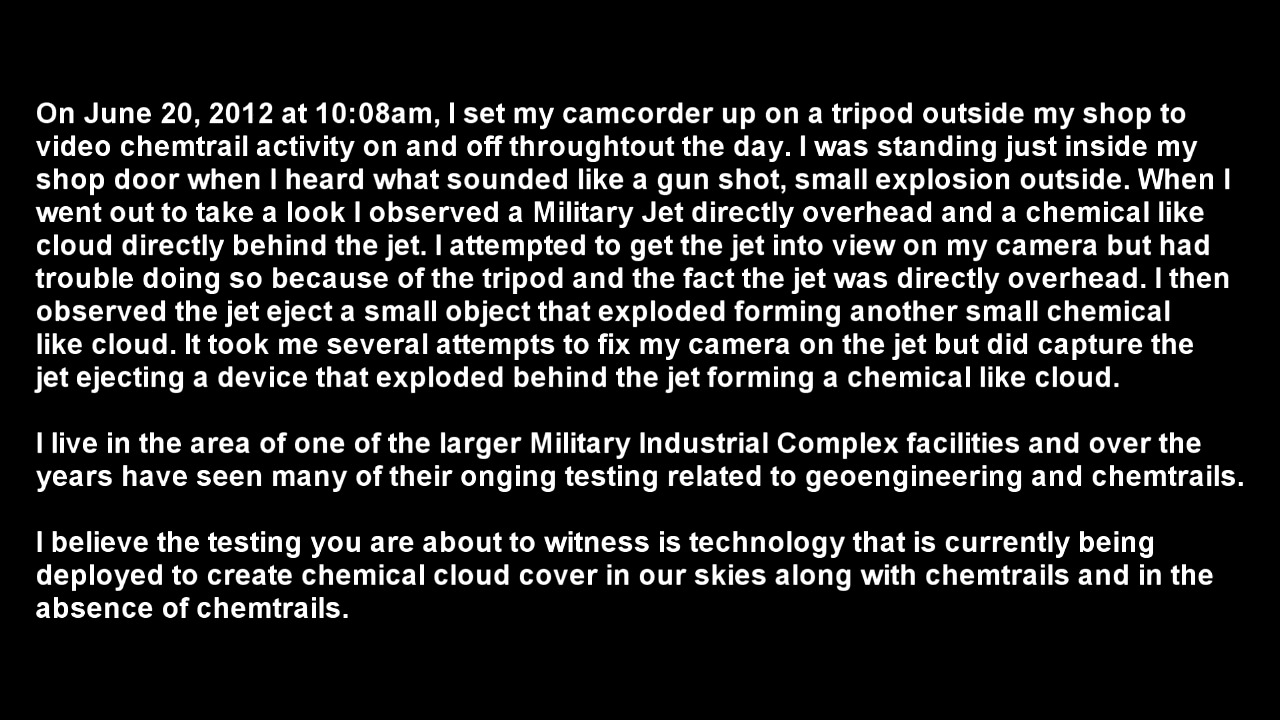 On June 20, 2012 at 10:08am, I set my camcorder up on a tripod outside my shop to
video chemtrail activity on and off throughtout the day. I was standing just inside my
shop door when I heard what sounded like a gun shot, small explosion outside. When I
went out to take a look I observed a Military Jet directly overhead and a chemical like
cloud directly behind the jet. I attempted to get the jet into view on my camera but had
trouble doing so because of the tripod and the fact the jet was directly overhead. I then
observed the jet eject a small object that exploded forming another small chemical
like cloud. It took me several attempts to fix my camera on the jet but did capture the
jet ejecting a device that exploded behind the jet forming a chemical like cloud.
I live in the area of one of the larger Military Industrial Complex facilities and over the
years have seen many of their onging testing related to geoengineering and chemtrails.
I believe the testing you are about to witness is technology that is currently being
deployed to create chemical cloud cover in our skies along with chemtrails and in the
absence of chemtrails.